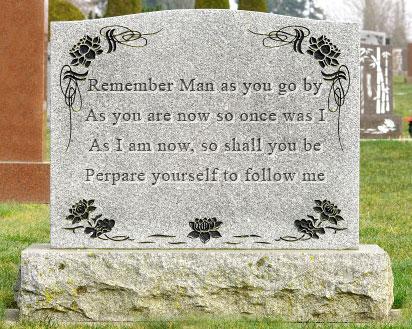 Remember Man as you go by
As you are now so once was I
As I am now, so shall you be
Perpare yourself to follow me